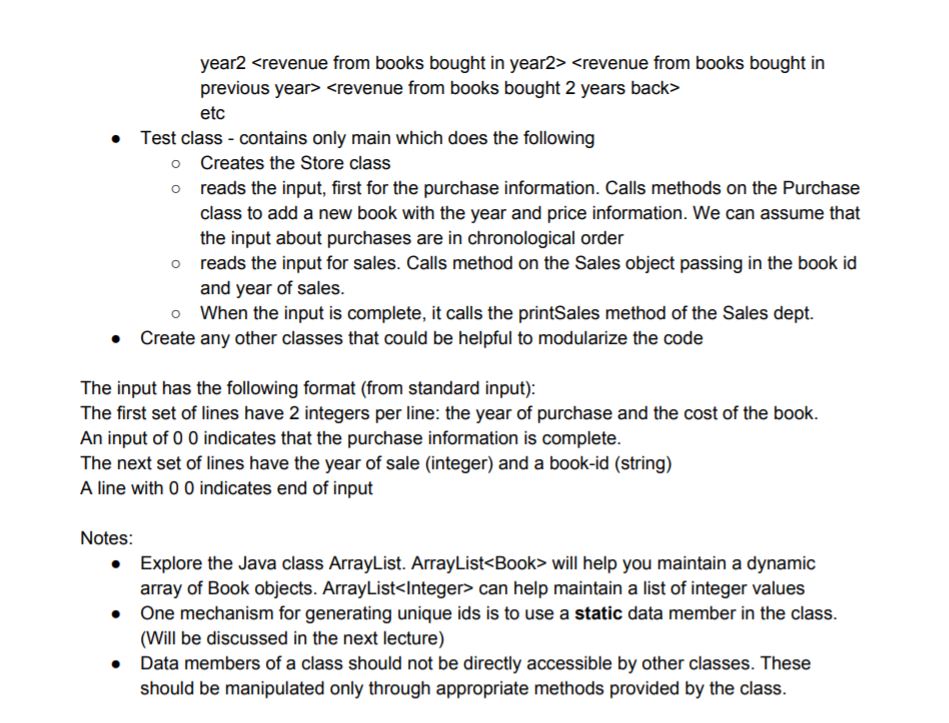 year2 <revenue from books bought in year2> <revenue from books bought in
previous year> <revenue from books bought 2 years back>
etc
● Test class - contains only main which does the following
○ Creates the Store class
○ reads the input, first for the purchase information. Calls methods on the Purchase
class to add a new book with the year and price information. We can assume that
the input about purchases are in chronological order
○ reads the input for sales. Calls method on the Sales object passing in the book id
and year of sales.
○ When the input is complete, it calls the printSales method of the Sales dept.
● Create any other classes that could be helpful to modularize the code
The input has the following format (from standard input):
The first set of lines have 2 integers per line: the year of purchase and the cost of the book.
An input of 0 0 indicates that the purchase information is complete.
The next set of lines have the year of sale (integer) and a book-id (string)
A line with 0 0 indicates end of input
Notes:
● Explore the Java class ArrayList. ArrayList<Book> will help you maintain a dynamic
array of Book objects. ArrayList<Integer> can help maintain a list of integer values
● One mechanism for generating unique ids is to use a static data member in the class.
(Will be discussed in the next lecture)
● Data members of a class should not be directly accessible by other classes. These
should be manipulated only through appropriate methods provided by the class.